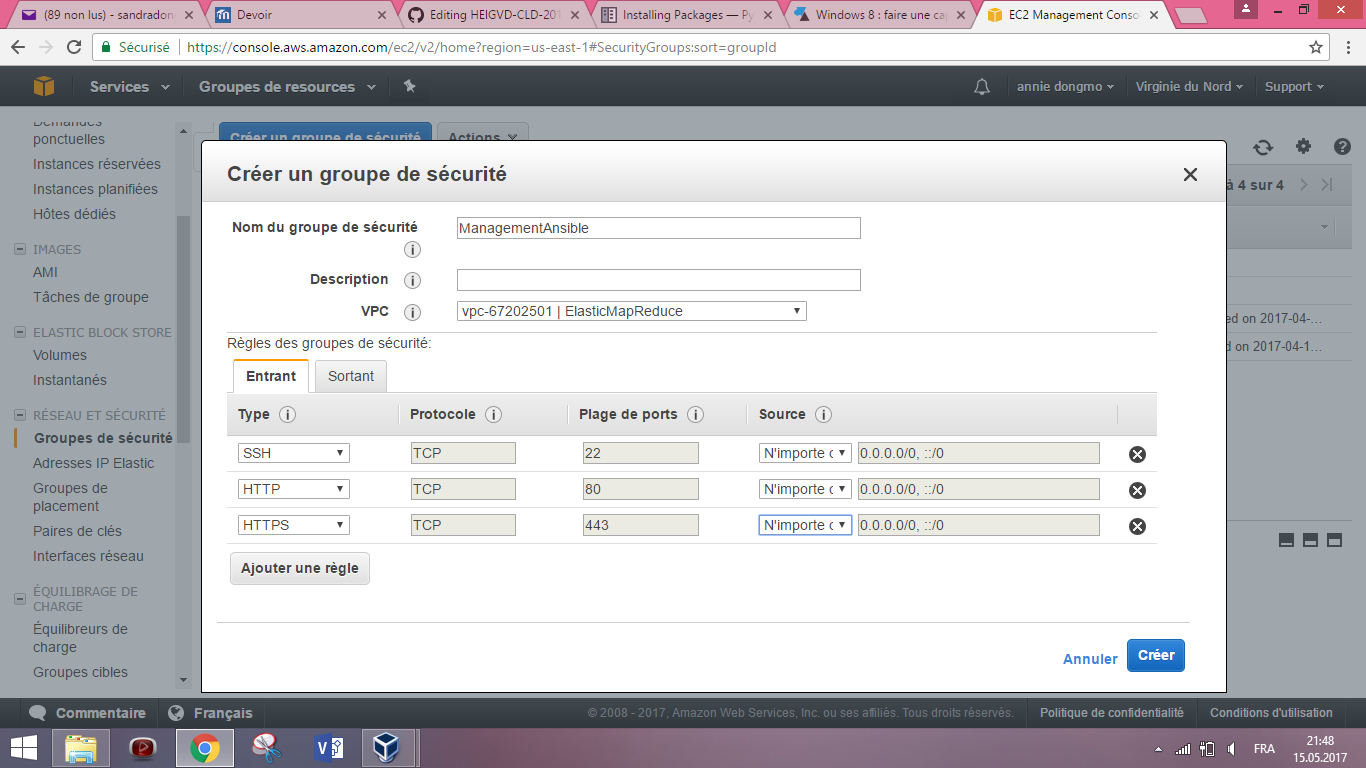 (89 non lus) - sandradon
Devoir
Editing HEIGVD-CLD-201
Installing Packages — Py
Windows 8 : faire une ca
EC2 Management Conso
Sécurisé
https://console.aws.amazon.com/ec2/v2/home?region=us-east-1#SecurityGroups:sort=groupId
Services
Groupes de resources
annie dongmo
Virginie du Nord
Support
Demandes
ponctuelles
Instances réservées
Instances planifiées
Hôtes dédiés
IMAGES
AMI
Tâches de groupe
ELASTIC BLOCK STORE
Volumes
Instantanés
RÉSEAU ET SÉCURITÉ
Groupes de sécurité
Adresses IP Elastic
Groupes de
placement
Paires de clés
Interfaces réseau
ÉQUILIBRAGE DE
CHARGE
Équilibreurs de
charge
Groupes cibles
Créer un groupe de sécurité
Actions
à 4 sur 4
ed on 2017-04-...
d on 2017-04-1...
Créer un groupe de sécurité
Nom du groupe de sécurité
ManagementAnsible
Description
VPC
vpc-67202501 | ElasticMapReduce
Règles des groupes de sécurité:
Entrant
Sortant
Type
Protocole
Plage de ports
Source
SSH
TCP
22
N'importe o
0.0.0.0/0, ::/0
HTTP
TCP
80
N'importe o
0.0.0.0/0, ::/0
HTTPS
TCP
443
N'importe o
0.0.0.0/0, ::/0
Ajouter une règle
Annuler
Créer
Commentaire
Français
© 2008 - 2017, Amazon Web Services, Inc. ou ses affiliés. Tous droits réservés.
Politique de confidentialité
Conditions d'utilisation
FRA
21:48
15.05.2017